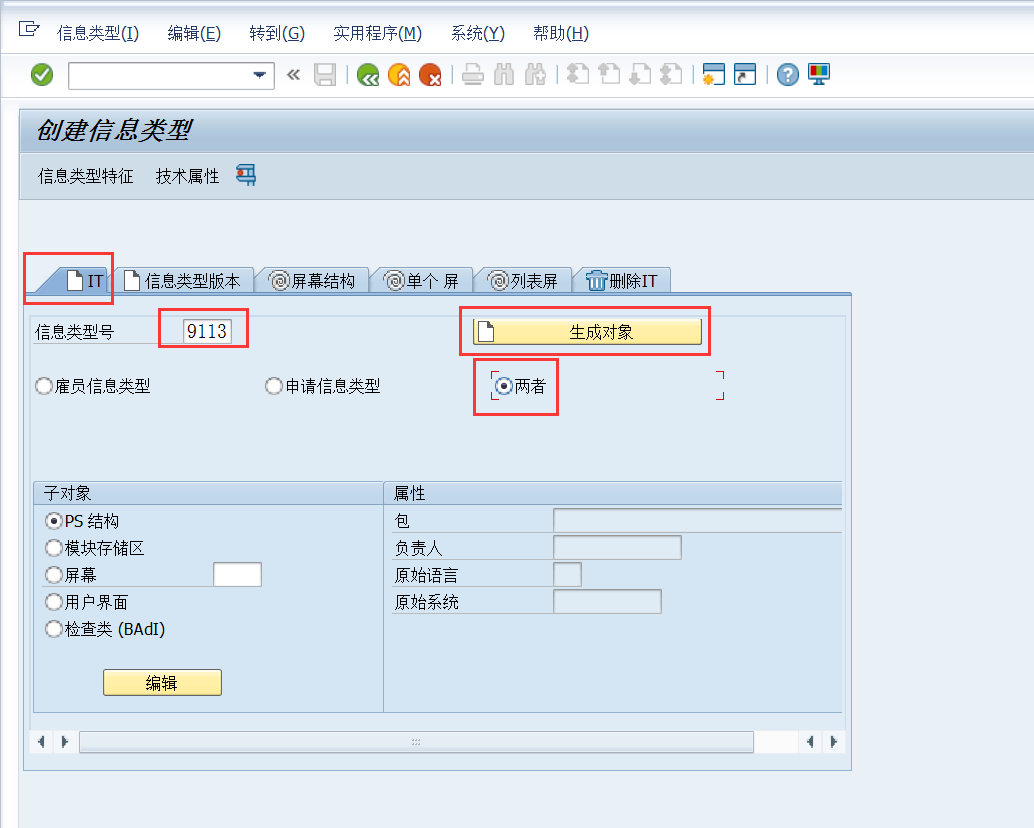 信息类型(I) 编辑(E) 转到(G) 实用程序(M) 系统(Y) 帮助(H)
创建信息类型
信息类型特征 技术属性
IT 信息类型版本 屏幕结构 单个 屏 列表屏 删除IT
信息类型号 9113 生成对象
雇员信息类型 申请信息类型 两者
子对象 属性
PS 结构 包
模块存储区 负责人
屏幕 原始语言
用户界面 原始系统
检查类 (BAdI)
编辑